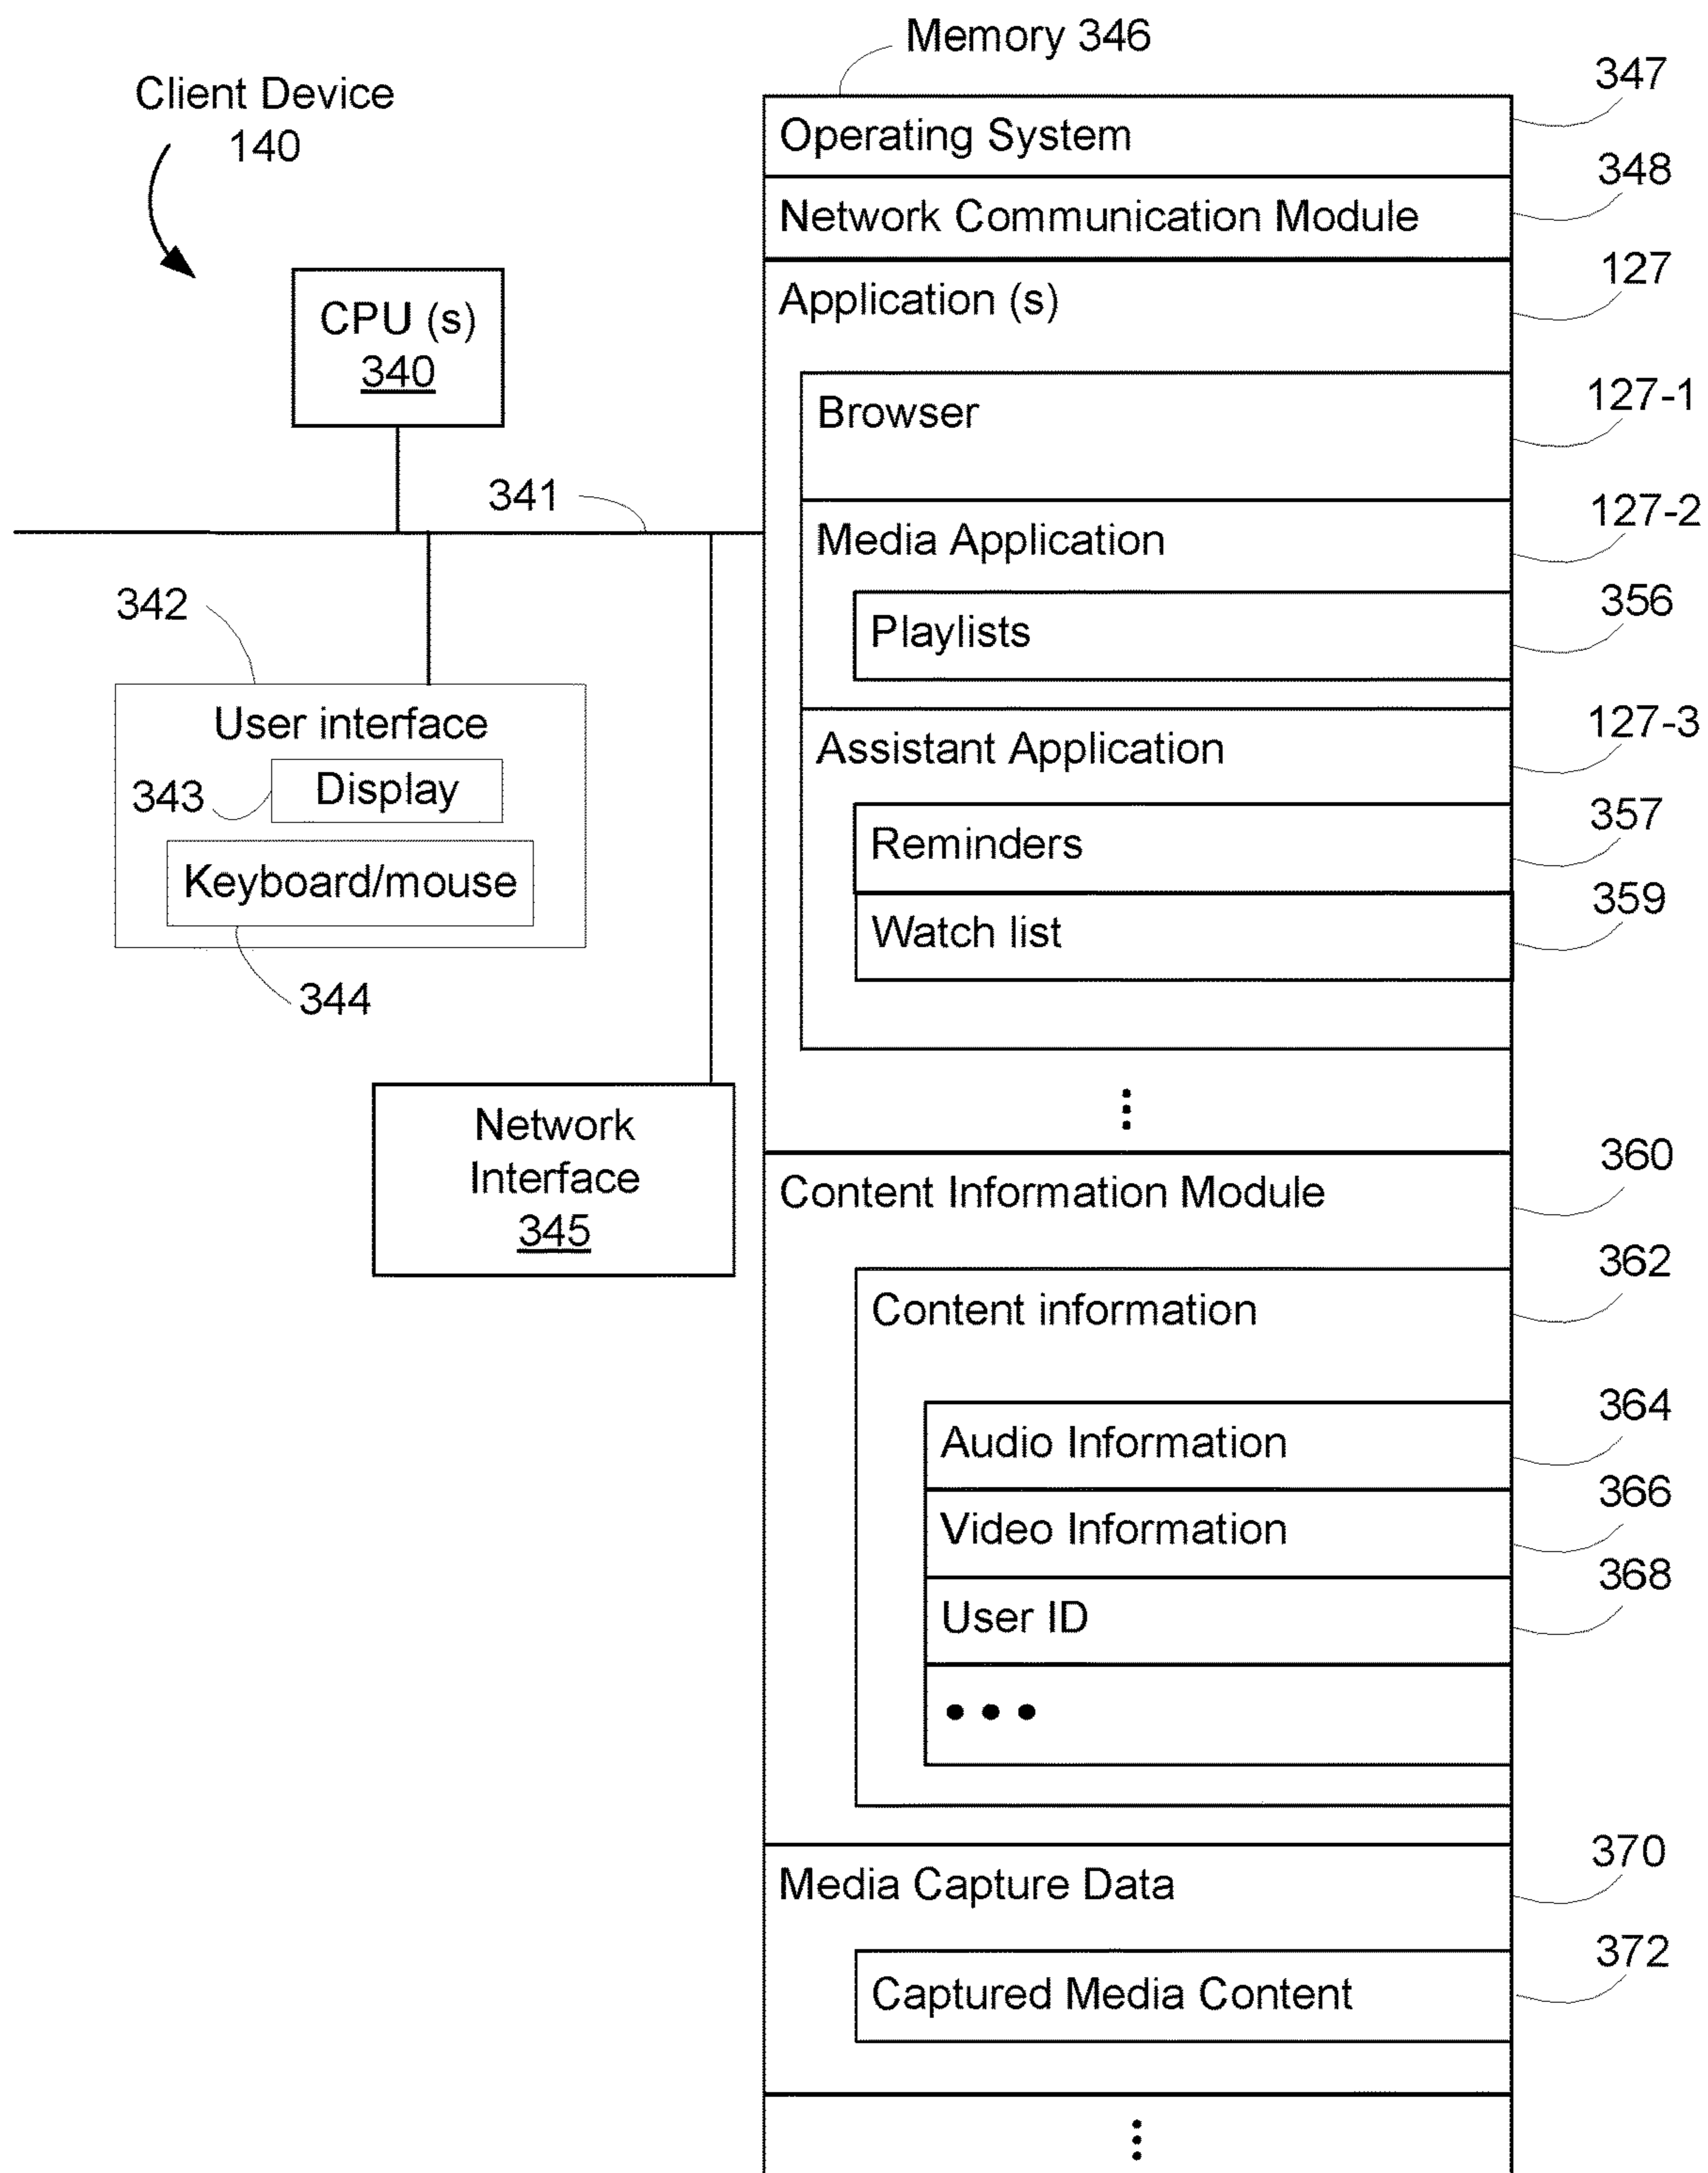 Memory 346
Client Device
140
CPU (s)
340
341
342
User interface
343
Display
Keyboard/mouse
344
Network
Interface
345
347
Operating System
348
Network Communication Module
127
Application (s)
127-1
Browser
127-2
Media Application
356
Playlists
127-3
Assistant Application
357
Reminders
359
Watch list
360
Content Information Module
362
Content information
364
Audio Information
366
Video Information
368
User ID
370
Media Capture Data
372
Captured Media Content